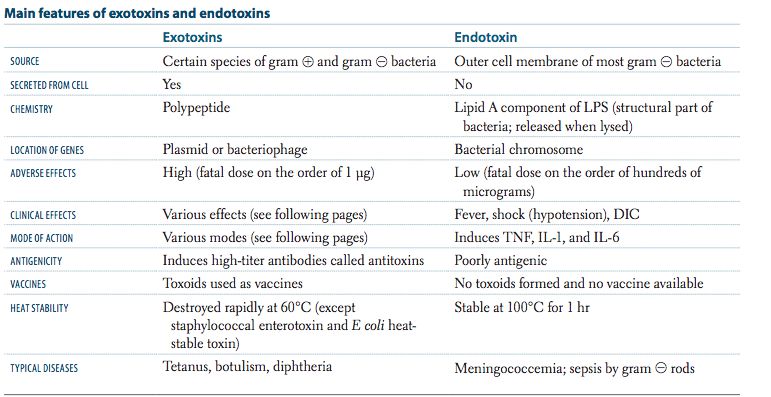 Main features of exotoxins and endotoxins
Exotoxins Endotoxin
SOURCE Certain species of gram ⊕ and gram ⊖ bacteria Outer cell membrane of most gram ⊖ bacteria
SECRETED FROM CELL Yes No
CHEMISTRY Polypeptide Lipid A component of LPS (structural part of
bacteria; released when lysed)
LOCATION OF GENES Plasmid or bacteriophage Bacterial chromosome
ADVERSE EFFECTS High (fatal dose on the order of 1 μg) Low (fatal dose on the order of hundreds of
micrograms)
CLINICAL EFFECTS Various effects (see following pages) Fever, shock (hypotension), DIC
MODE OF ACTION Various modes (see following pages) Induces TNF, IL-1, and IL-6
ANTIGENICITY Induces high-titer antibodies called antitoxins Poorly antigenic
VACCINES Toxoids used as vaccines No toxoids formed and no vaccine available
HEAT STABILITY Destroyed rapidly at 60°C (except Stable at 100°C for 1 hr
staphylococcal enterotoxin and E coli heat-
stable toxin)
TYPICAL DISEASES Tetanus, botulism, diphtheria Meningococcemia; sepsis by gram ⊖ rods